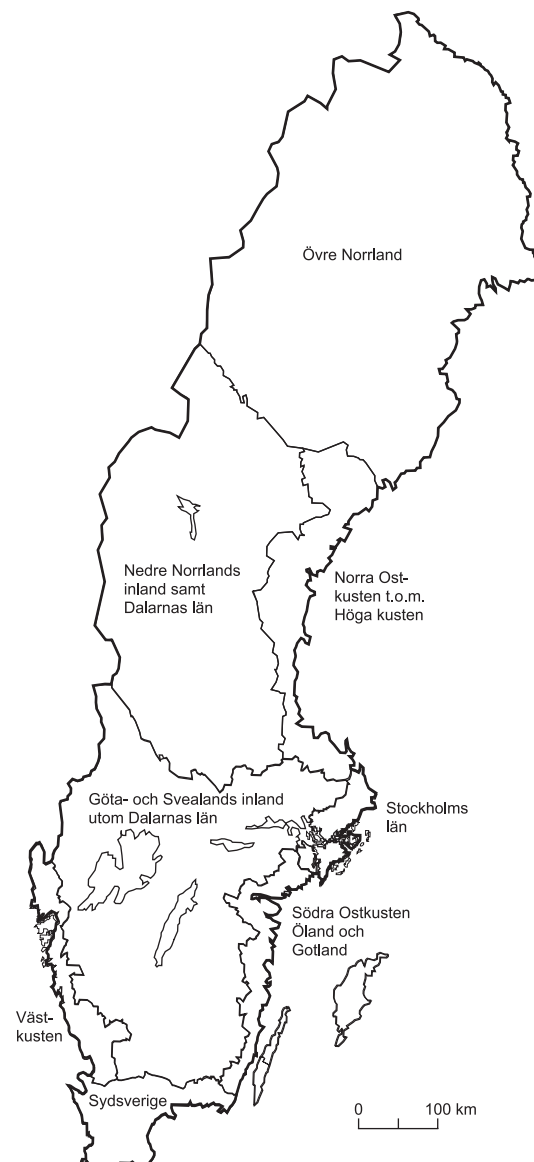 Övre Norrland
Nedre Norrlands
inland samt
Dalarnas län
Norra Ost-
kusten t.o.m.
Höga kusten
Göta- och Svealands inland
utom Dalarnas län
Stockholms
län
Södra Ostkusten
Öland och
Gotland
Väst-
kusten
Sydsverige
0 100 km